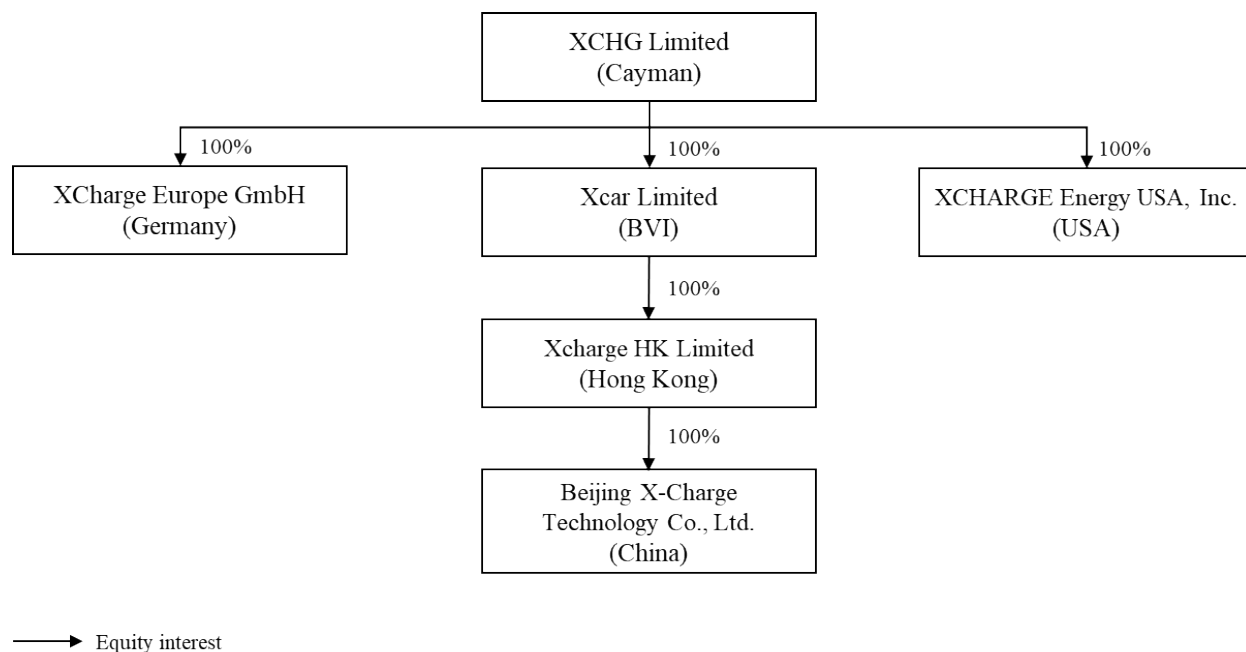 XCHG Limited
(Cayman)
100%
100%
100%
XCharge Europe GmbH
(Germany)
Xcar Limited
(BVI)
XCHARGE Energy USA, Inc.
(USA)
100%
Xcharge HK Limited
(Hong Kong)
100%
Beijing X-Charge
Technology Co., Ltd.
(China)
Equity interest